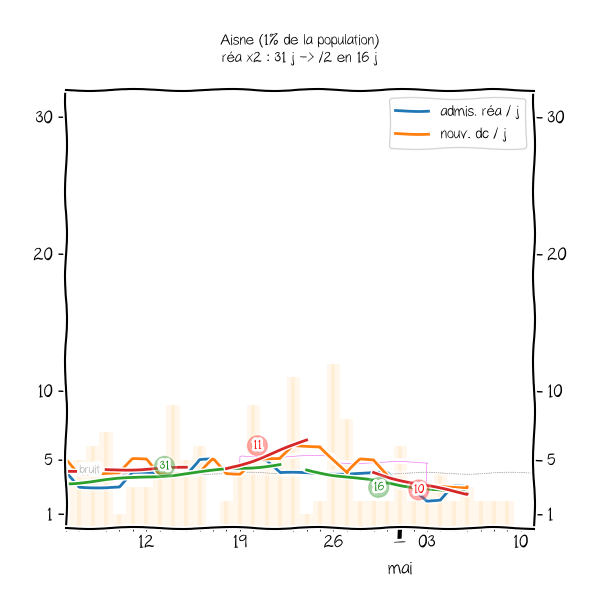 Aisne (1% de la population)
réa x2 : 31 j -> /2 en 16 j
admis. réa / j
nouv. dc / j
30 30
20 20
10 10
5 5
1 1
bruit 31 11 16 10
12 19 26 03 10
mai